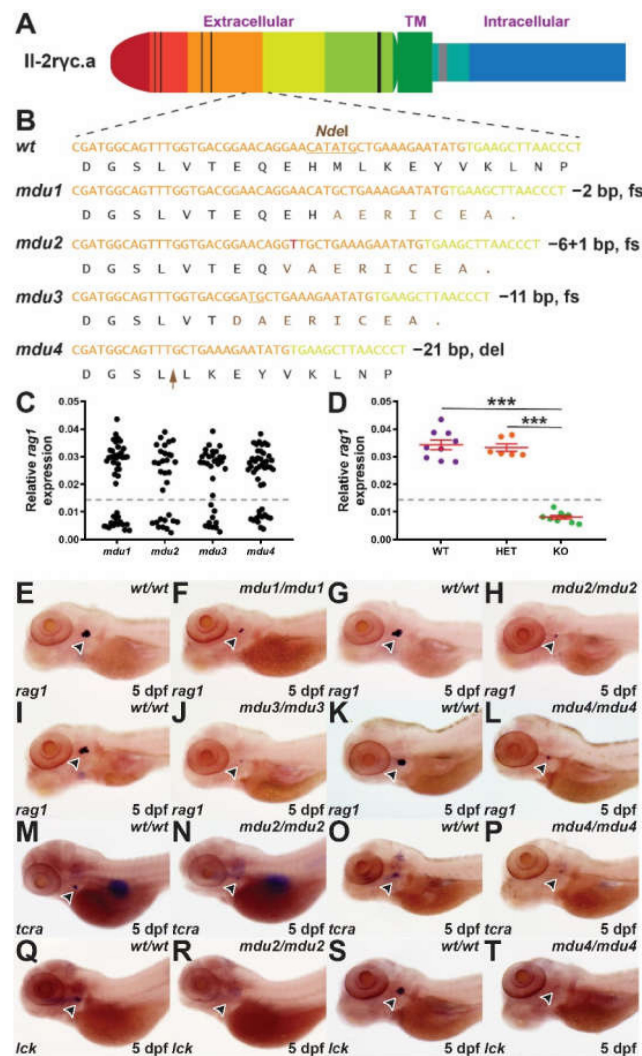 A Extracellular TM Intracellular
Il-2rγc.a
B NdeI
wt CGATGGCAGTTTGGTGACGGAACAGGAACATATGCTGAAAGAATATGTGAAGCTTAACCCT
D G S L V T E Q E H M L K E Y V K L N P
mdu1 CGATGGCAGTTTGGTGACGGAACAGGAACATGCTGAAAGAATATGTGAAGCTTAACCCT −2 bp, fs
D G S L V T E Q E H A E R I C E A .
mdu2 CGATGGCAGTTTGGTGACGGAACAGGTTGCTGAAAGAATATGTGAAGCTTAACCCT −6+1 bp, fs
D G S L V T E Q V A E R I C E A .
mdu3 CGATGGCAGTTTGGTGACGGATGCTGAAAGAATATGTGAAGCTTAACCCT −11 bp, fs
D G S L V T D A E R I C E A .
mdu4 CGATGGCAGTTTGCTGAAAGAATATGTGAAGCTTAACCCT −21 bp, del
D G S L L K E Y V K L N P
C D
Relative rag1 expression
0.05
0.04
0.03
0.02
0.01
0.00
mdu1 mdu2 mdu3 mdu4
Relative rag1 expression
0.05
0.04
0.03
0.02
0.01
0.00
***
***
WT HET KO
E wt/wt F mdu1/mdu1 G wt/wt H mdu2/mdu2
rag1 5 dpf rag1 5 dpf rag1 5 dpf rag1 5 dpf
I wt/wt J mdu3/mdu3 K wt/wt L mdu4/mdu4
rag1 5 dpf rag1 5 dpf rag1 5 dpf rag1 5 dpf
M wt/wt N mdu2/mdu2 O wt/wt P mdu4/mdu4
tcra 5 dpf tcra 5 dpf tcra 5 dpf tcra 5 dpf
Q wt/wt R mdu2/mdu2 S wt/wt T mdu4/mdu4
lck 5 dpf lck 5 dpf lck 5 dpf lck 5 dpf